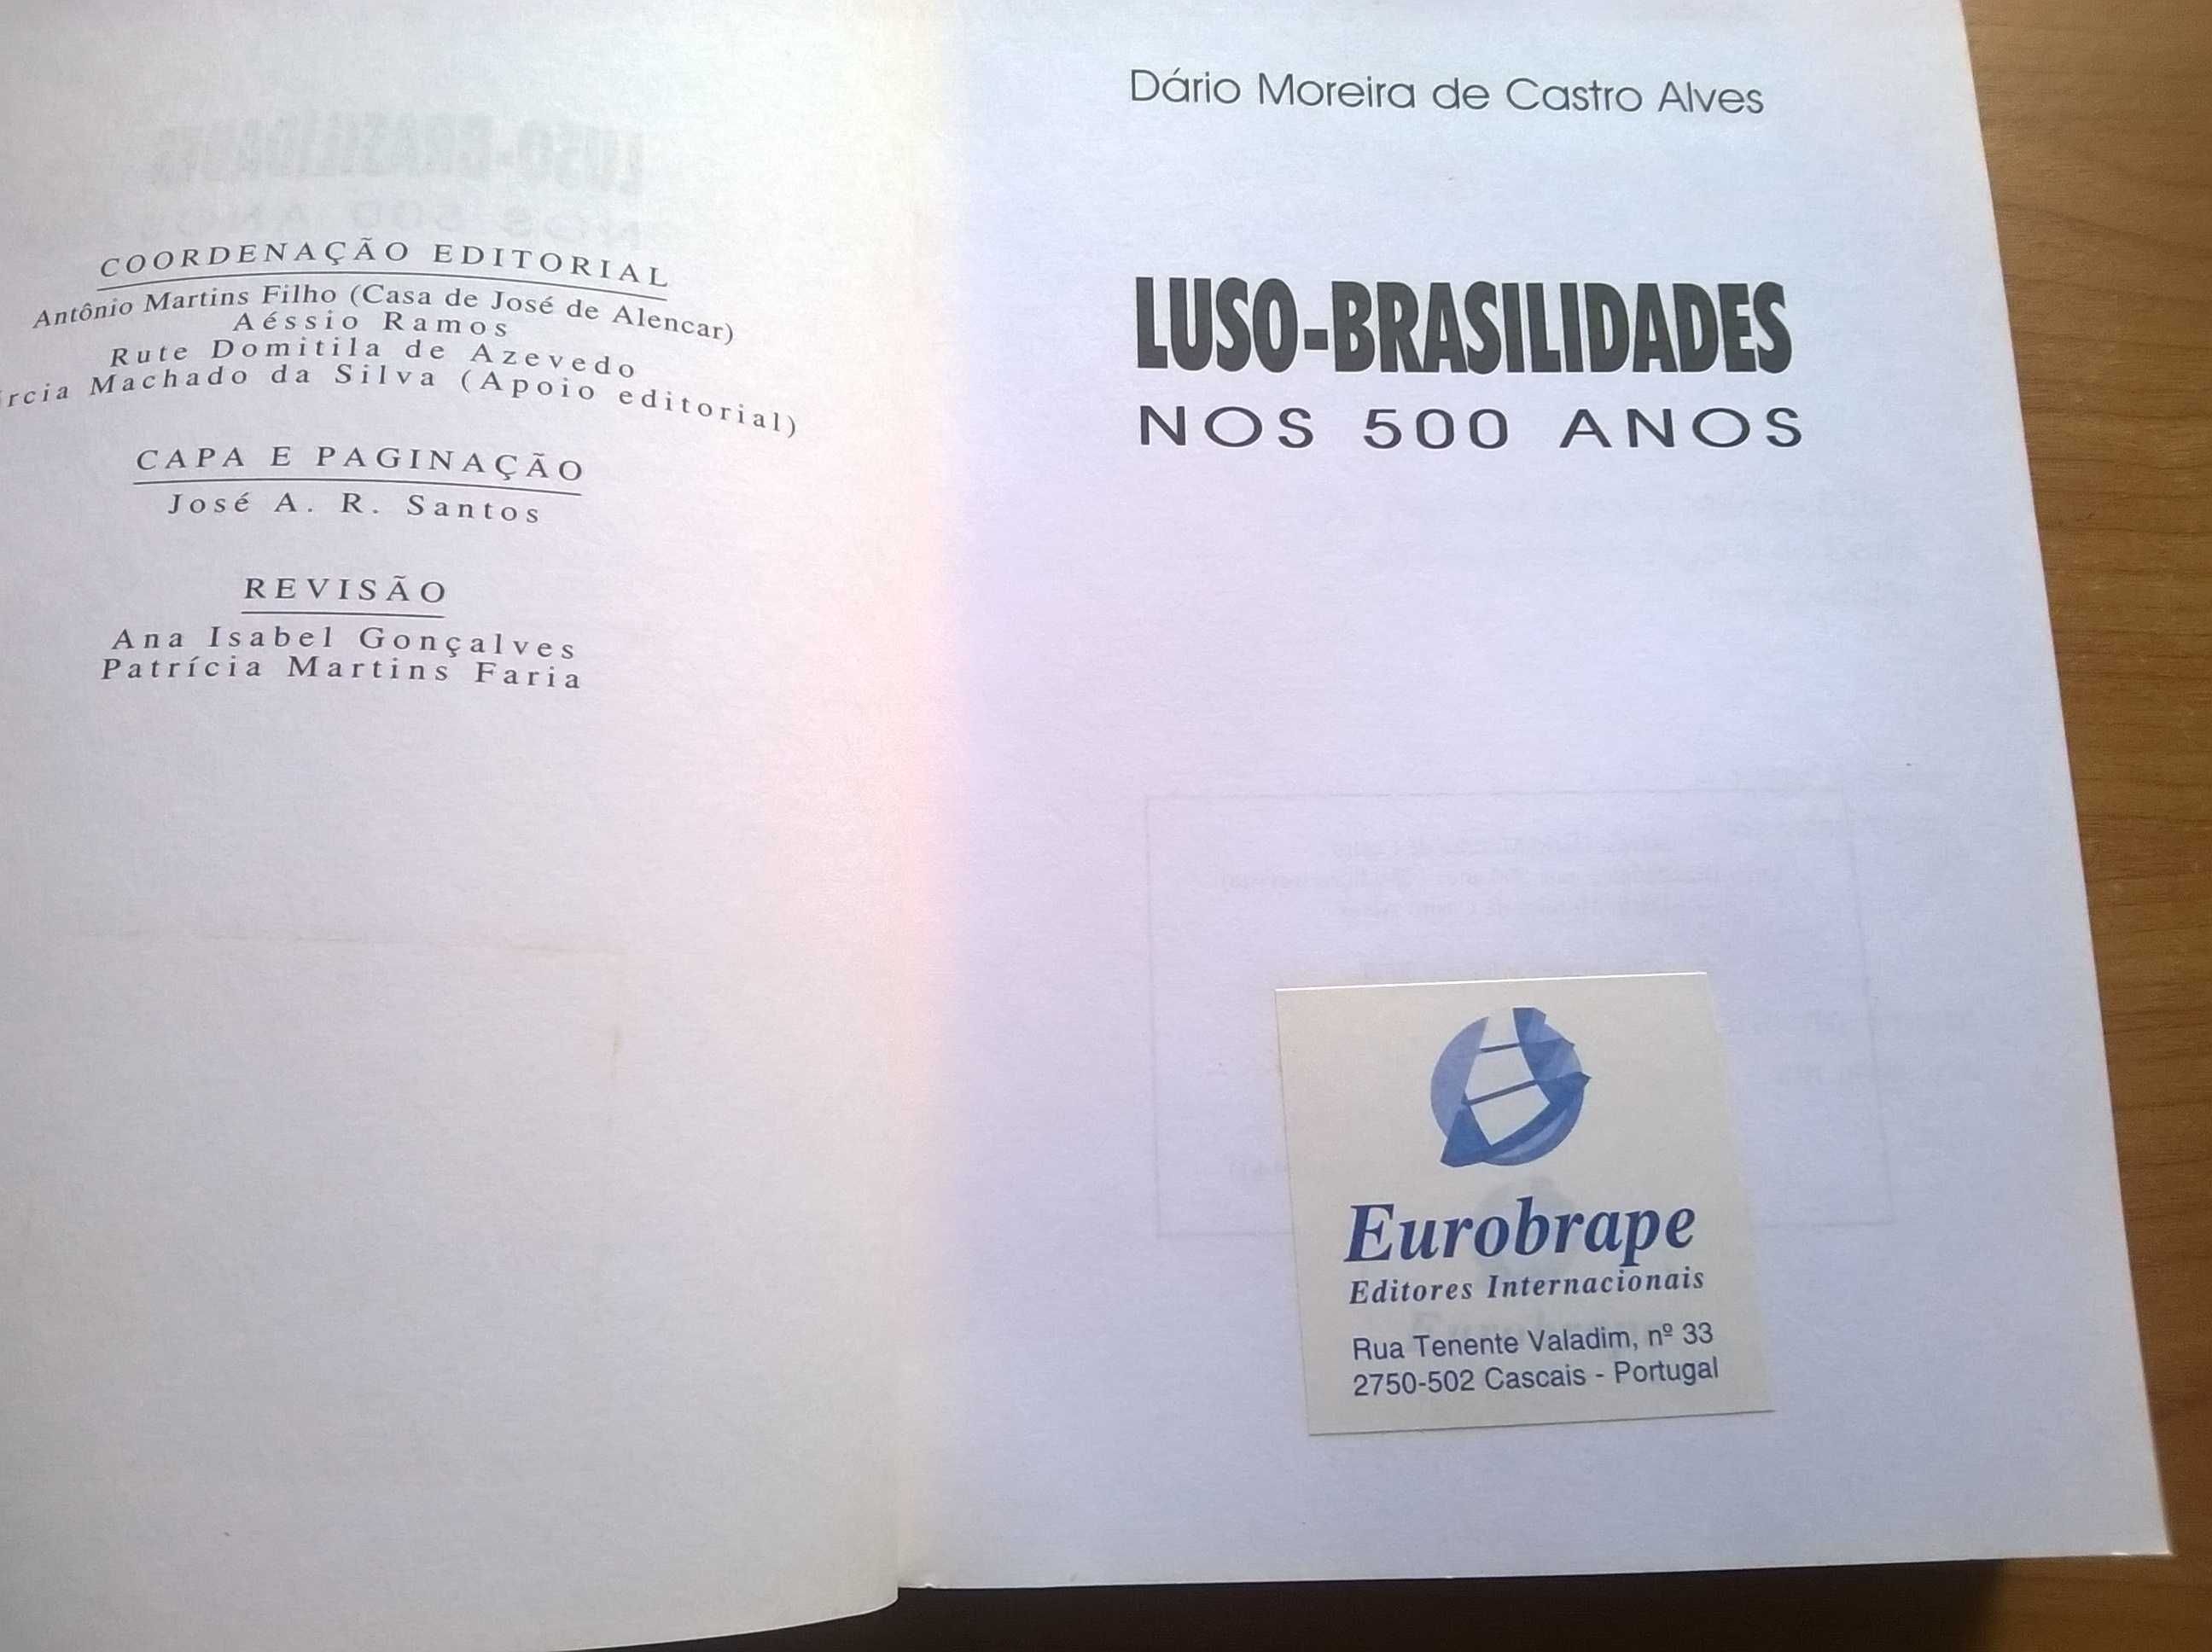 COORDENAÇÃO EDITORIAL
Antônio Martins Filho (Casa de José de Alencar)
Aéssio Ramos
Rute Domitila de Azevedo
Machado da Silva (Apoio editorial)
CAPA E PAGINAÇÃO
José A. R. Santos
REVISÃO
Ana Isabel Gonçalves
Patrícia Martins Faria
Dário Moreira de Castro Alves
LUSO-BRASILIDADES
NOS 500 ANOS
Eurobrape
Editores Internacionais
Rua Tenente Valadim, nº 33
2750-502 Cascais - Portugal